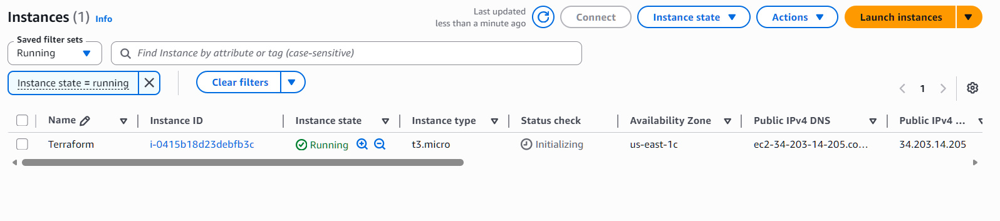 Instances (1) Info
Last updated
less than a minute ago
Connect
Instance state
Actions
Launch instances
Saved filter sets
Running
Find Instance by attribute or tag (case-sensitive)
Instance state = running
Clear filters
1
Name Instance ID Instance state Instance type Status check Availability Zone Public IPv4 DNS Public IPv4 ...
Terraform i-0415b18d23debfb3c Running t3.micro Initializing us-east-1c ec2-34-203-14-205.co... 34.203.14.205